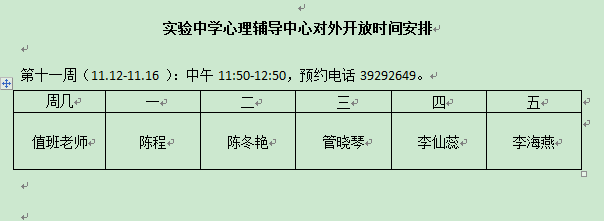 实验中学心理辅导中心对外开放时间安排
第十一周（11.12-11.16 ）：中午 11:50-12:50，预约电话 39292649。
周几 一 二 三 四 五
值班老师 陈程 陈冬艳 管晓琴 李仙蕊 李海燕